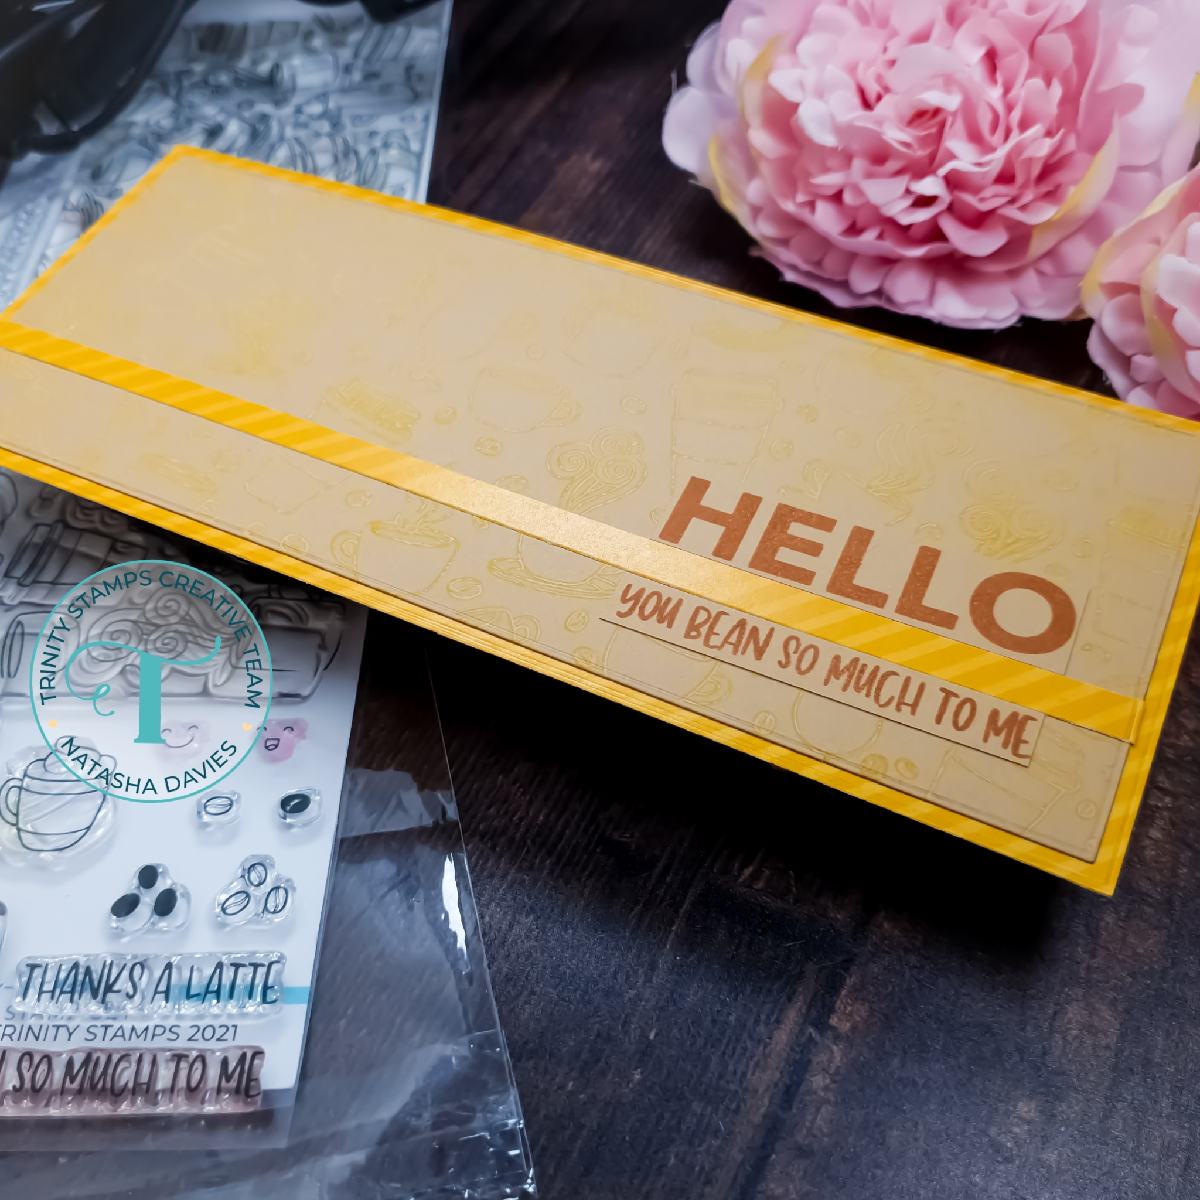 HELLO
YOU BEAN SO MUCH TO ME
TRINITY STAMPS CREATIVE TEAM
T
NATASHA DAVIES
THANKS A LATTE
TRINITY STAMPS 2021
SO MUCH TO ME